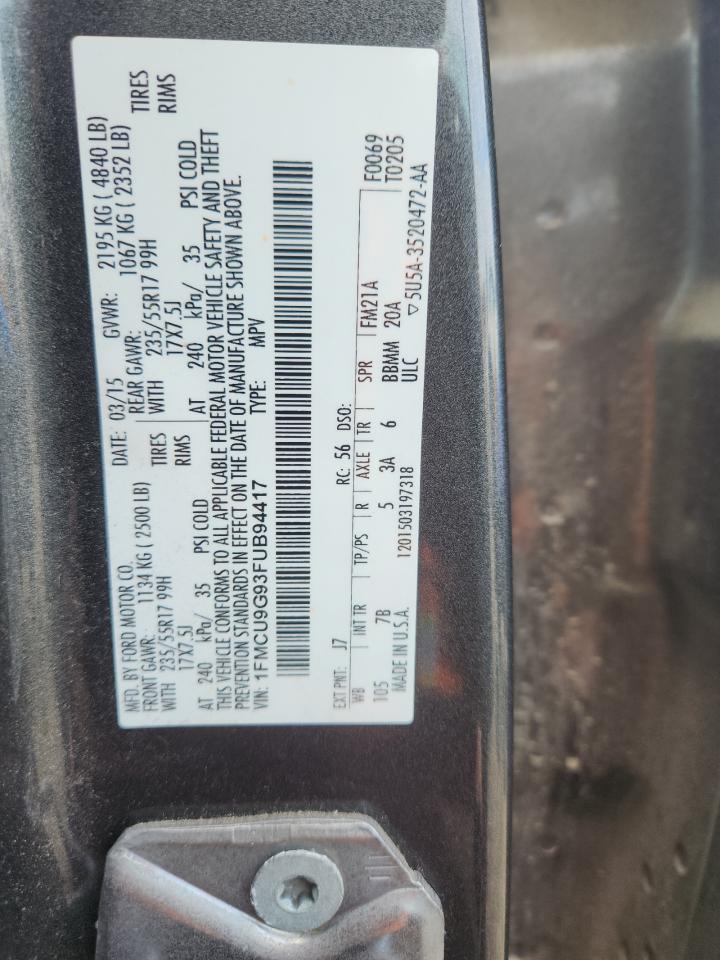 MFD. BY FORD MOTOR CO.
DATE: 03/15 GVWR: 2195 KG ( 4840 LB)
FRONT GAWR: 1134 KG ( 2500 LB)
REAR GAWR: 1067 KG ( 2352 LB)
WITH 235/55R17 99H TIRES
WITH 235/55R17 99H TIRES
17X7.5J RIMS
17X7.5J RIMS
AT 240 kPa/ 35 PSI COLD
AT 240 kPa/ 35 PSI COLD
THIS VEHICLE CONFORMS TO ALL APPLICABLE FEDERAL MOTOR VEHICLE SAFETY AND THEFT
PREVENTION STANDARDS IN EFFECT ON THE DATE OF MANUFACTURE SHOWN ABOVE.
VIN: 1FMCU9G93FUB94417 TYPE: MPV
EXT PNT: J7 RC: 56 DSO: F0069
WB INT TR TP/PS R AXLE TR SPR FM21A T0205
105 7B 5 3A 6 BBMM 20A
MADE IN U.S.A. 1201503197318 ULC ▽5U5A-3520472-AA